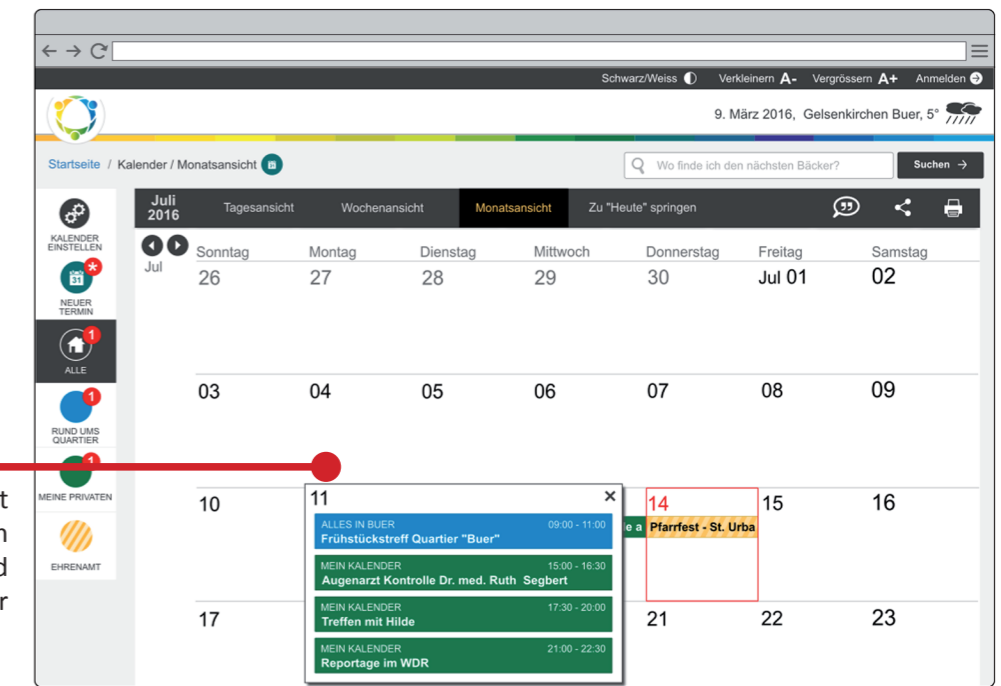 Schwarz/Weiss Verkleinern A- Vergrössern A+ Anmelden
9. März 2016, Gelsenkirchen Buer, 5°
Startseite / Kalender / Monatsansicht
Wo finde ich den nächsten Bäcker?
Suchen →
KALENDER
EINSTELLEN
31
NEUER
TERMIN
1
ALLE
1
RUND UMS
QUARTIER
1
MEINE PRIVATEN
EHRENAMT
t
n
d
r
Juli
2016
Tagesansicht Wochenansicht Monatsansicht Zu "Heute" springen
Jul
Sonntag Montag Dienstag Mittwoch Donnerstag Freitag Samstag
26 27 28 29 30 Jul 01 02
03 04 05 06 07 08 09
10 14 15 16
le a Pfarrfest - St. Urba
17 21 22 23
11 ×
ALLES IN BUER 09:00 - 11:00
Frühstückstreff Quartier "Buer"
MEIN KALENDER 15:00 - 16:30
Augenarzt Kontrolle Dr. med. Ruth Segbert
MEIN KALENDER 17:30 - 20:00
Treffen mit Hilde
MEIN KALENDER 21:00 - 22:30
Reportage im WDR